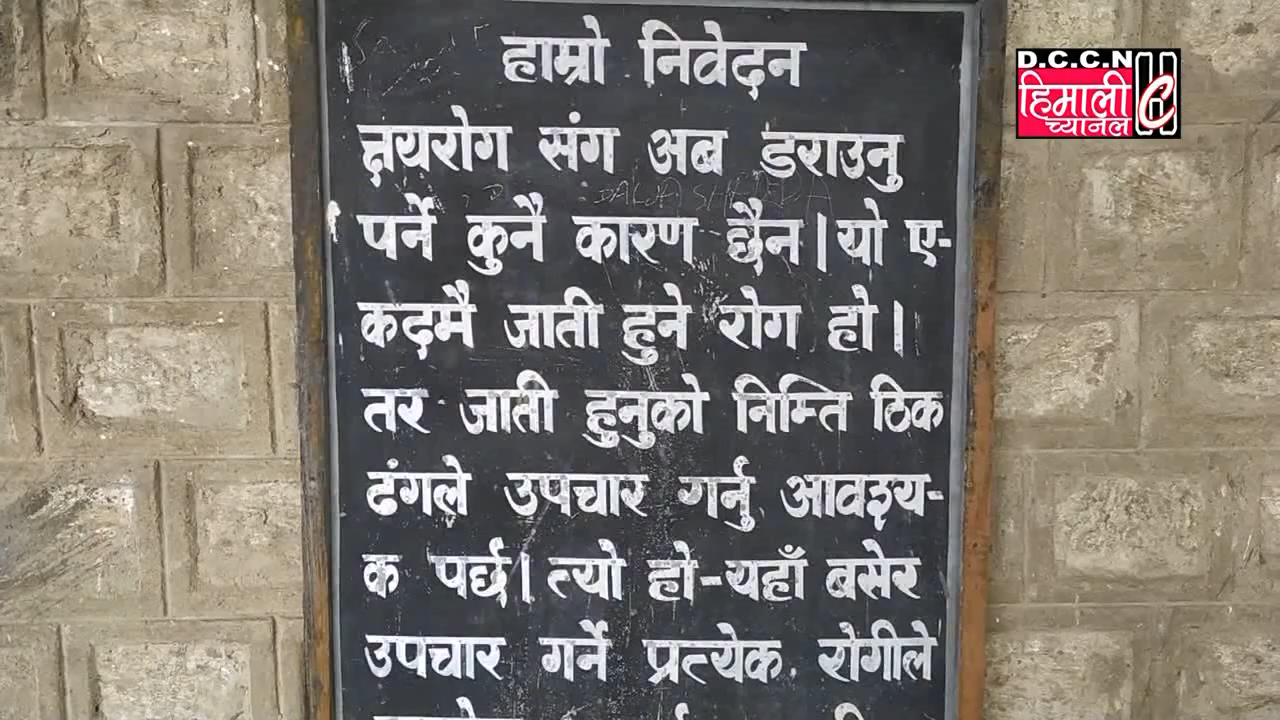 हाम्रो निवेदन
क्षयरोग संग अब डराउनु
पर्ने कुनै कारण छैन। यो ए-
कदमै जाती हुने रोग हो।
तर जाती हुनुको निम्ति ठिक
ढंगले उपचार गर्नु आवश्य-
क पर्छ। त्यो हो-यहाँ बसेर
उपचार गर्ने प्रत्येक रोगीले
D.C.C.N
हिमाली
च्यानल